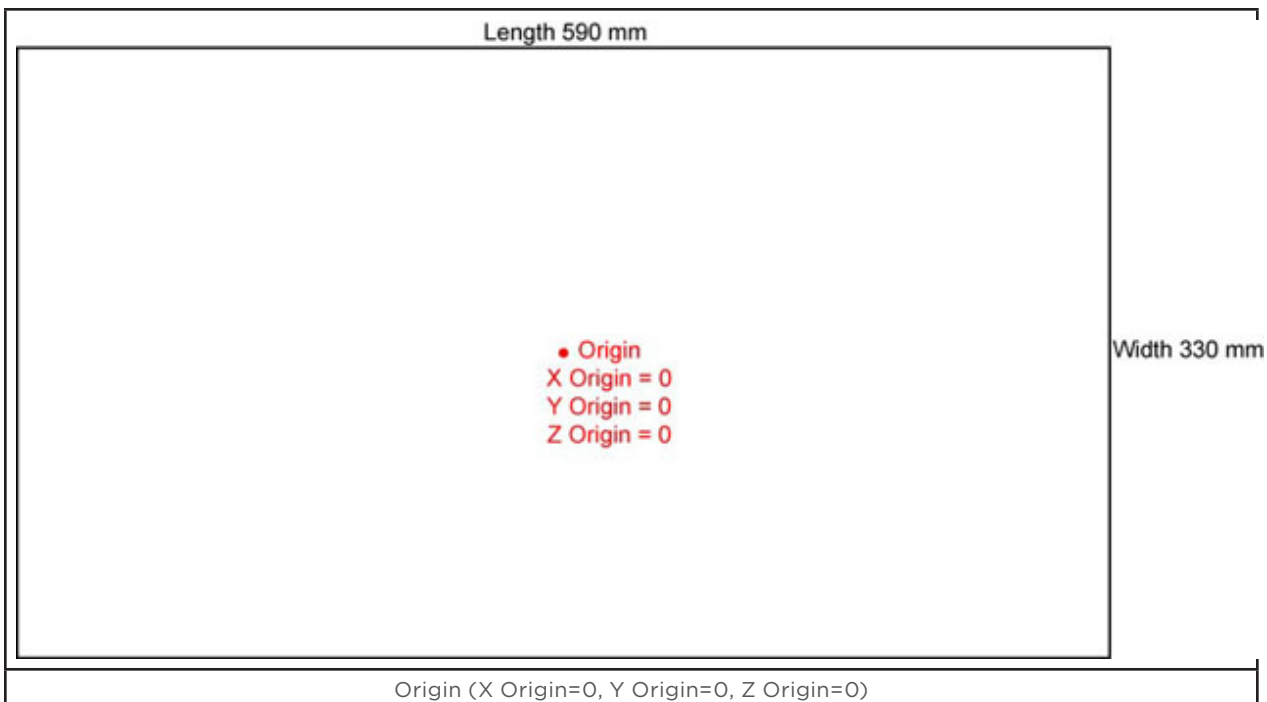 Length 590 mm
Origin
Width 330 mm
X Origin = 0
Y Origin = 0
Z Origin = 0
Origin (X Origin=0, Y Origin=0, Z Origin=0)